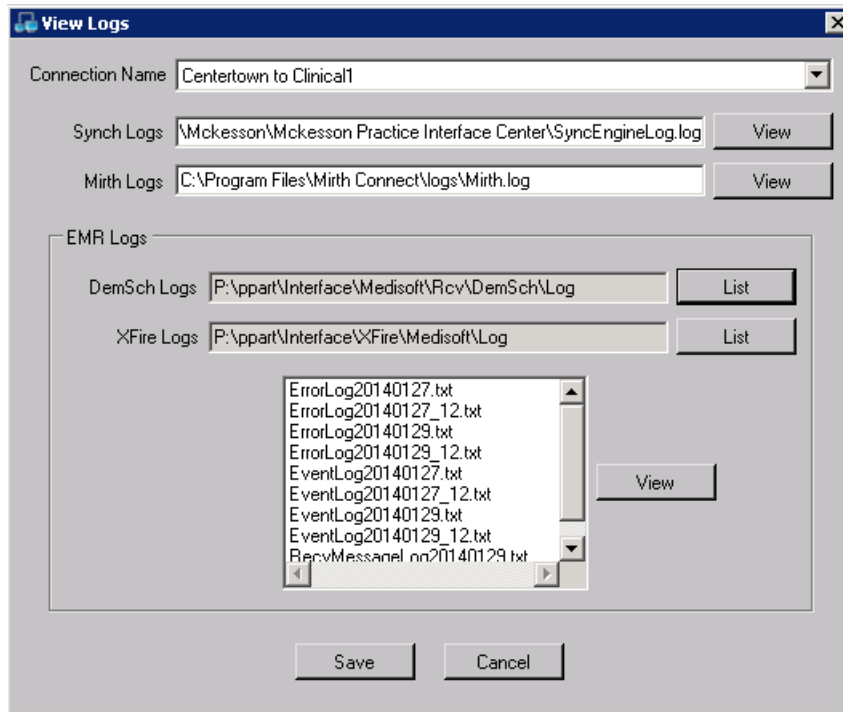 View Logs
Connection Name Centertown to Clinical1
Synch Logs \Mckesson\Mckesson Practice Interface Center\SyncEngineLog.log View
Mirth Logs C:\Program Files\Mirth Connect\logs\Mirth.log View
EMR Logs
DemSch Logs P:\ppart\Interface\Medisoft\Rcv\DemSch\Log List
XFire Logs P:\ppart\Interface\XFire\Medisoft\Log List
ErrorLog20140127.txt
ErrorLog20140127_12.txt
ErrorLog20140129.txt
ErrorLog20140129_12.txt
EventLog20140127.txt
EventLog20140127_12.txt
EventLog20140129.txt
EventLog20140129_12.txt
RecvMessageLog20140129.txt
View
Save Cancel